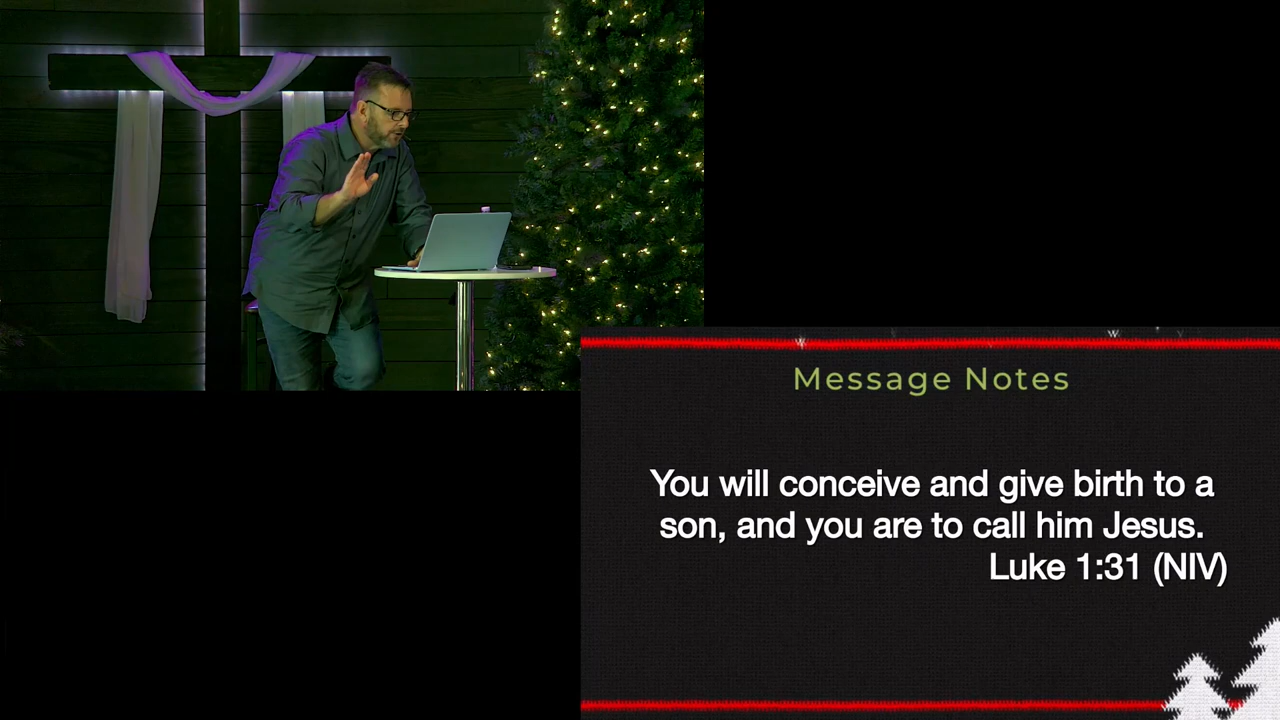 Message Notes
You will conceive and give birth to a
son, and you are to call him Jesus.
Luke 1:31 (NIV)